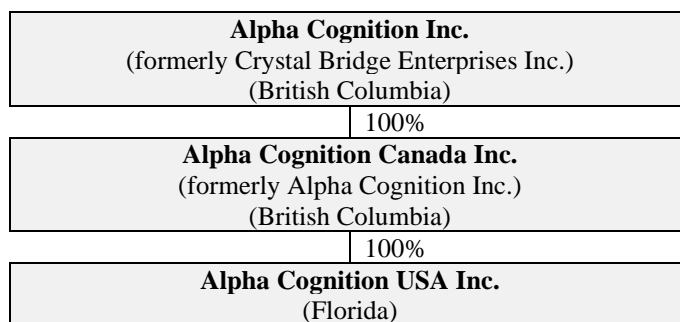 Alpha Cognition Inc.
(formerly Crystal Bridge Enterprises Inc.)
(British Columbia)
100%
Alpha Cognition Canada Inc.
(formerly Alpha Cognition Inc.)
(British Columbia)
100%
Alpha Cognition USA Inc.
(Florida)